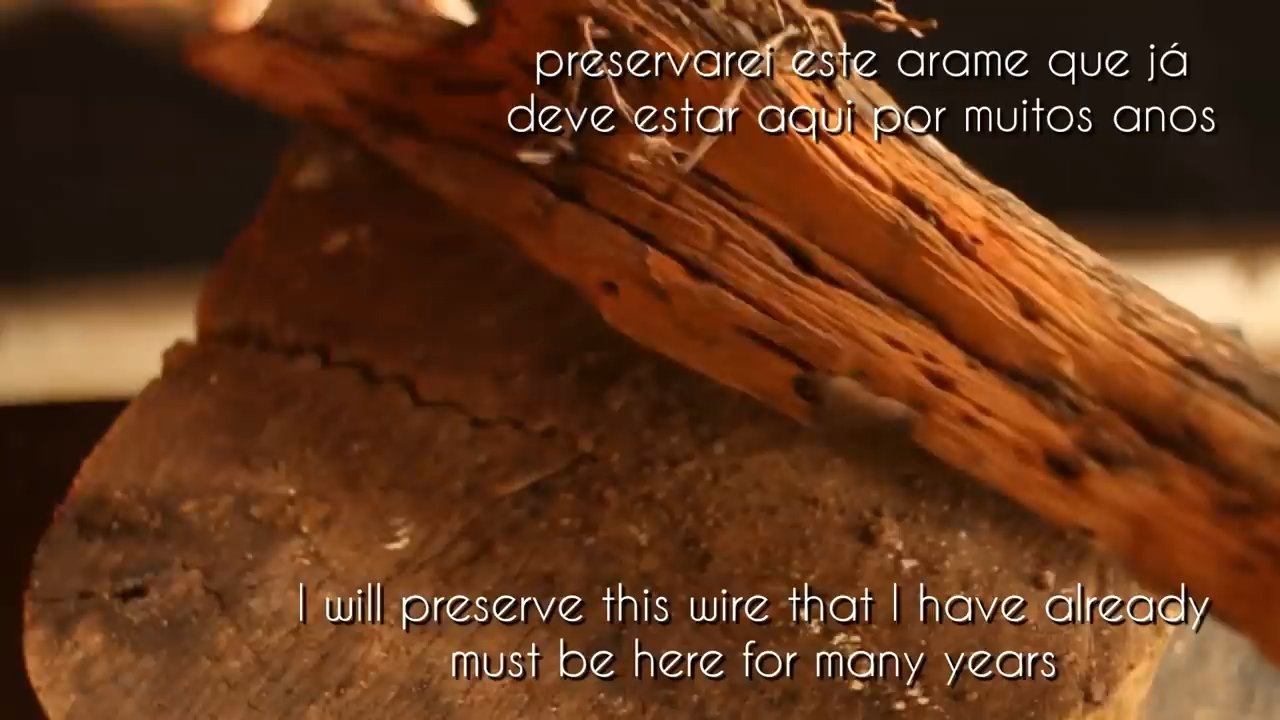 preservarei este arame que já
deve estar aqui por muitos anos
I will preserve this wire that I have already
must be here for many years